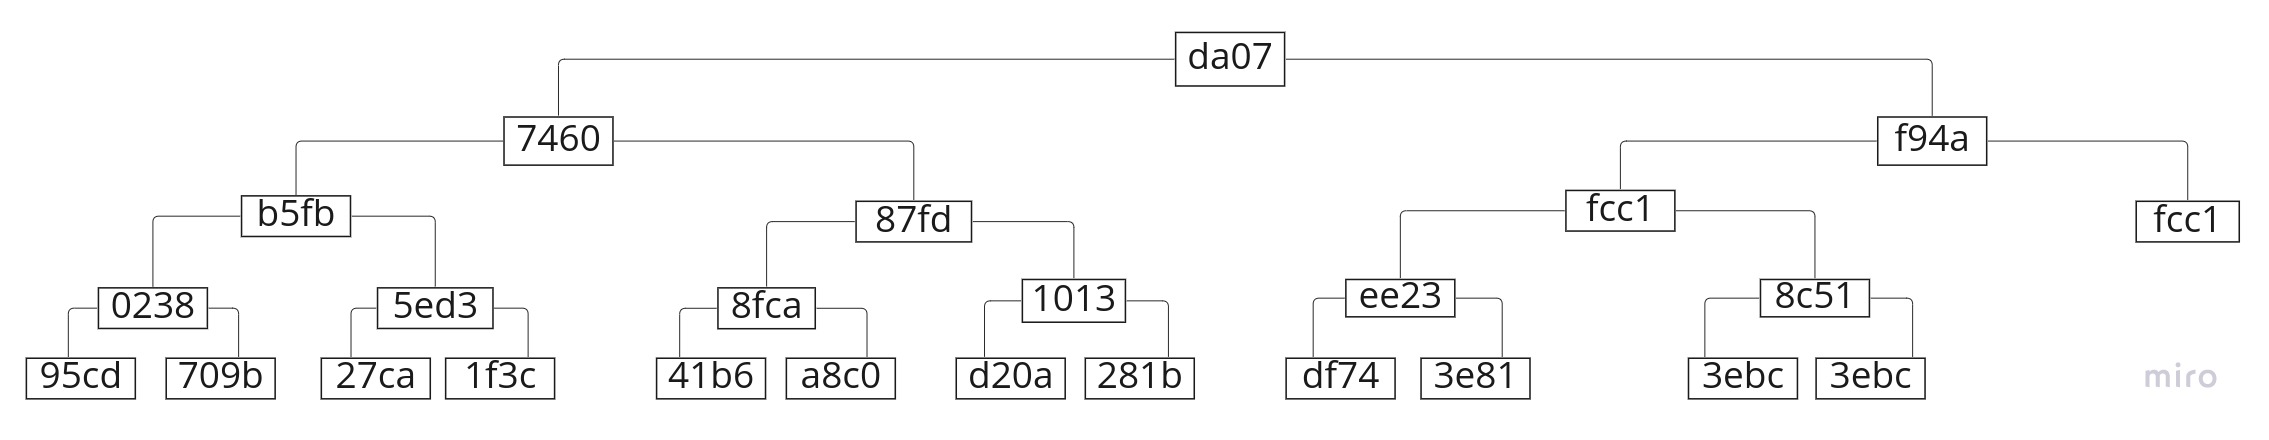 da07
7460
f94a
b5fb
87fd
fcc1
fcc1
0238
5ed3
8fca
1013
ee23
8c51
95cd
709b
27ca
1f3c
41b6
a8c0
d20a
281b
df74
3e81
3ebc
3ebc
miro